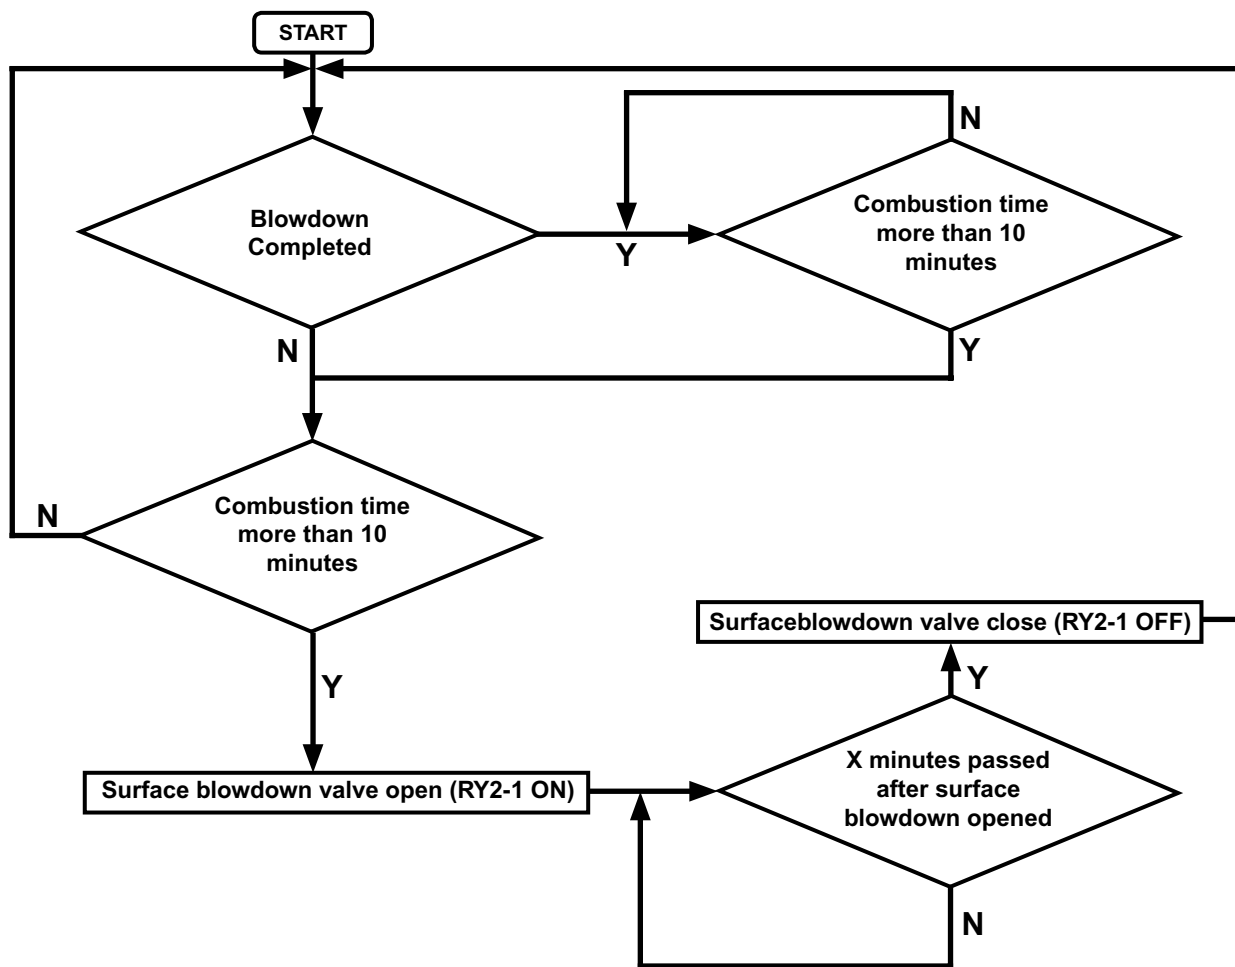 START
Blowdown
Completed
Y
N
Combustion time
more than 10
minutes
N
Y
Combustion time
more than 10
minutes
N
Y
Surface blowdown valve open (RY2-1 ON)
Surfaceblowdown valve close (RY2-1 OFF)
Y
X minutes passed
after surface
blowdown opened
N